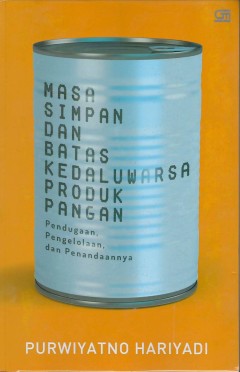 MASA
SIMPAN
DAN
BATAS
KEDALUWARSA
PRODUK
PANGAN
Pendugaan,
Pengelolaan,
dan Penandaannya
PURWIYATNO HARIYADI